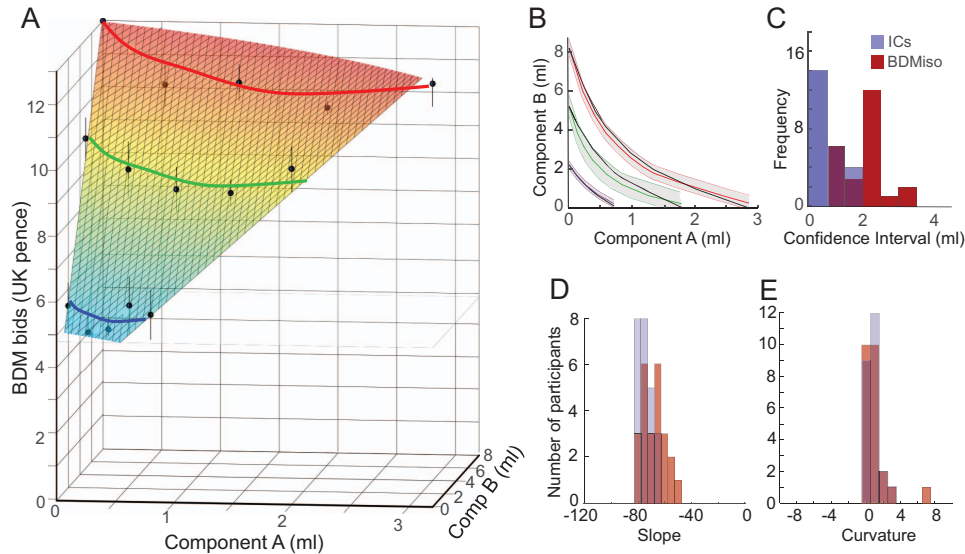 A
BDM bids (UK pence)
12
10
8
6
4
2
0
0
1
2
3
Component A (ml)
0
2
4
6
8
Comp B (ml)
B
Component B (ml)
8
4
0
0
1
2
3
Component A (ml)
C
ICs
BDMiso
Frequency
16
8
0
0
2
4
Confidence Interval (ml)
D
Number of participants
8
6
4
2
0
-120
-80
-40
0
Slope
E
12
10
8
6
4
2
0
-8
-4
0
4
8
Curvature